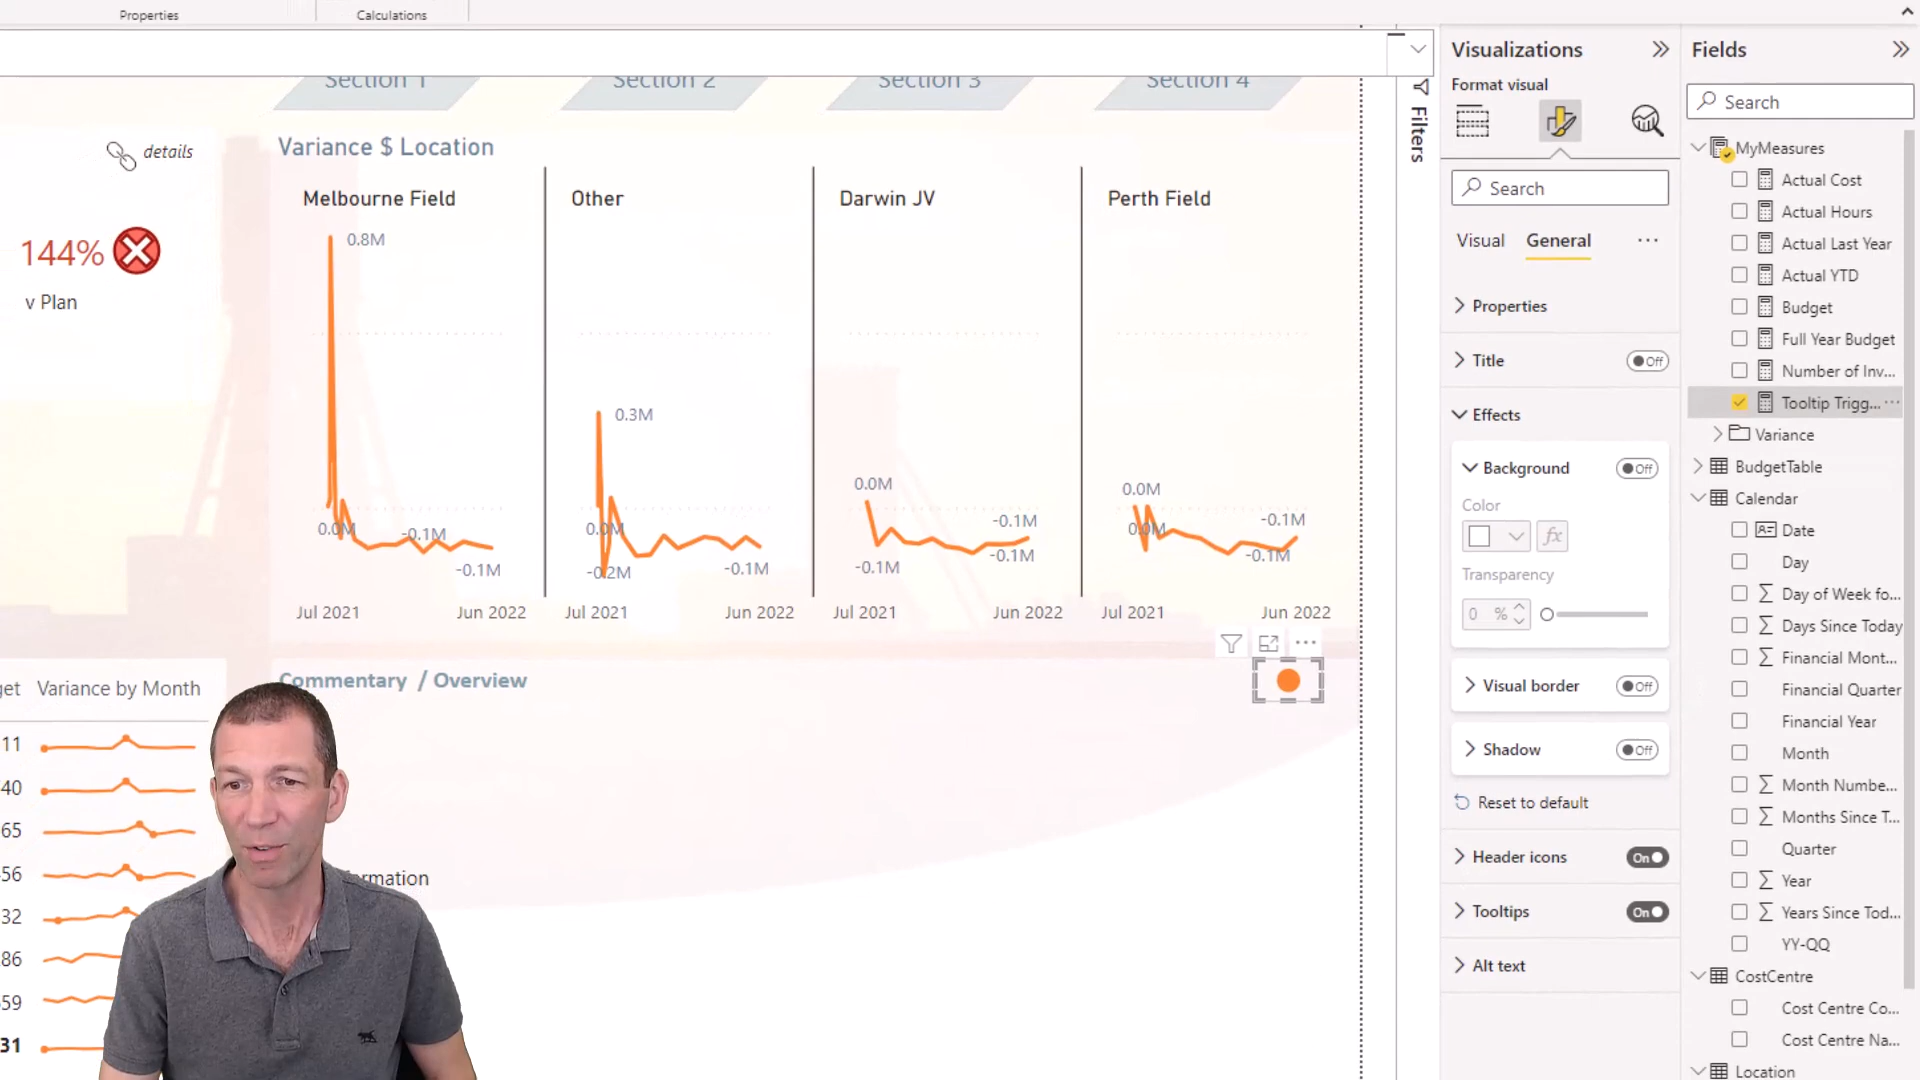 Properties
Calculations
Section 1
Section 2
Section 3
Section 4
details
144%
v Plan
Variance $ Location
Melbourne Field
Other
Darwin JV
Perth Field
0.8M
0.0M
-0.1M
-0.1M
0.3M
0.0M
-0.2M
-0.1M
0.0M
-0.1M
-0.1M
-0.1M
0.0M
0.0M
-0.1M
-0.1M
Jul 2021
Jun 2022
Jul 2021
Jun 2022
Jul 2021
Jun 2022
Jul 2021
Jun 2022
get
Variance by Month
11
40
65
56
32
86
59
31
Commentary / Overview
formation
Filters
Visualizations
Format visual
Search
Visual
General
Properties
Title
Off
Effects
Background
Off
Color
fx
Transparency
0 %
Visual border
Off
Shadow
Off
Reset to default
Header icons
On
Tooltips
On
Alt text
Fields
Search
MyMeasures
Actual Cost
Actual Hours
Actual Last Year
Actual YTD
Budget
Full Year Budget
Number of Inv...
Tooltip Trigg...
Variance
BudgetTable
Calendar
Date
Day
Day of Week fo...
Days Since Today
Financial Mont...
Financial Quarter
Financial Year
Month
Month Numbe...
Months Since T...
Quarter
Year
Years Since Tod...
YY-QQ
CostCentre
Cost Centre Co...
Cost Centre Na...
Location